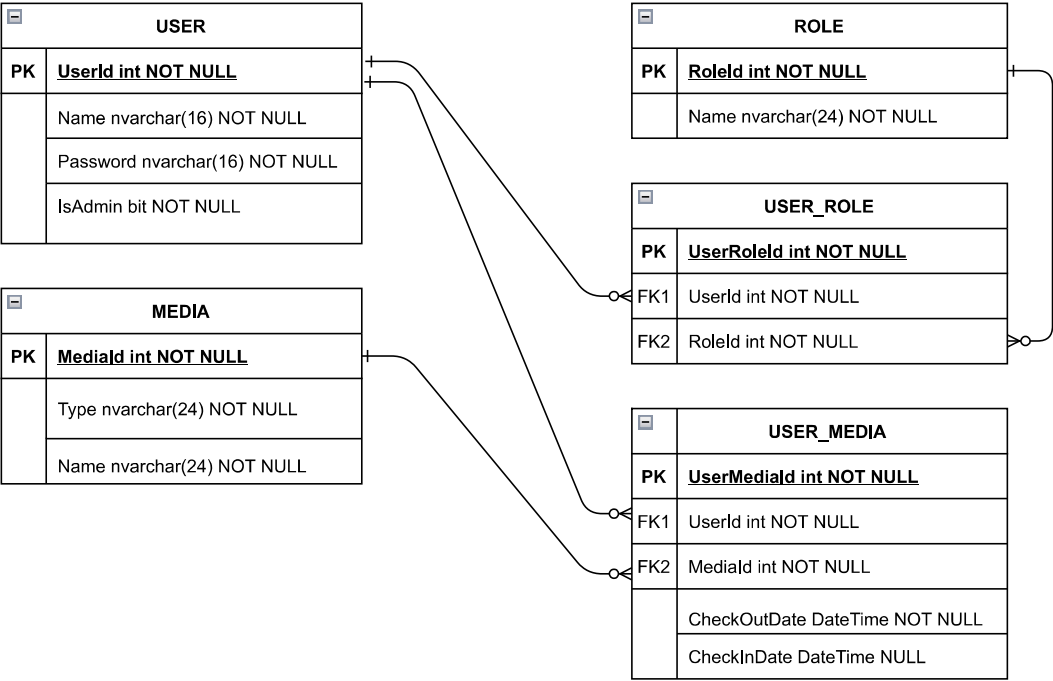 USER
PK UserId int NOT NULL
Name nvarchar(16) NOT NULL
Password nvarchar(16) NOT NULL
IsAdmin bit NOT NULL
MEDIA
PK MediaId int NOT NULL
Type nvarchar(24) NOT NULL
Name nvarchar(24) NOT NULL
ROLE
PK RoleId int NOT NULL
Name nvarchar(24) NOT NULL
USER_ROLE
PK UserRoleId int NOT NULL
FK1 UserId int NOT NULL
FK2 RoleId int NOT NULL
USER_MEDIA
PK UserMediaId int NOT NULL
FK1 UserId int NOT NULL
FK2 MediaId int NOT NULL
CheckOutDate DateTime NOT NULL
CheckInDate DateTime NULL